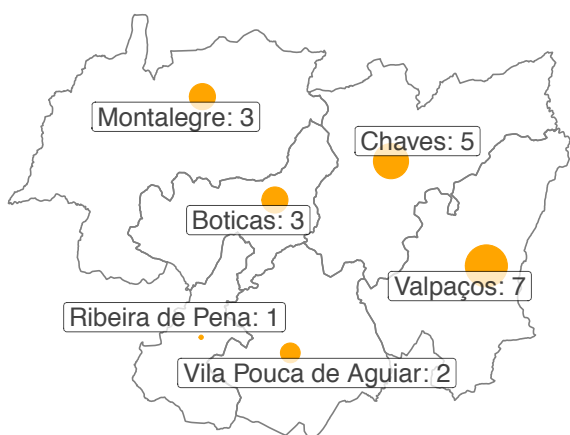 Montalegre: 3
Chaves: 5
Boticas: 3
Valpaços: 7
Ribeira de Pena: 1
Vila Pouca de Aguiar: 2